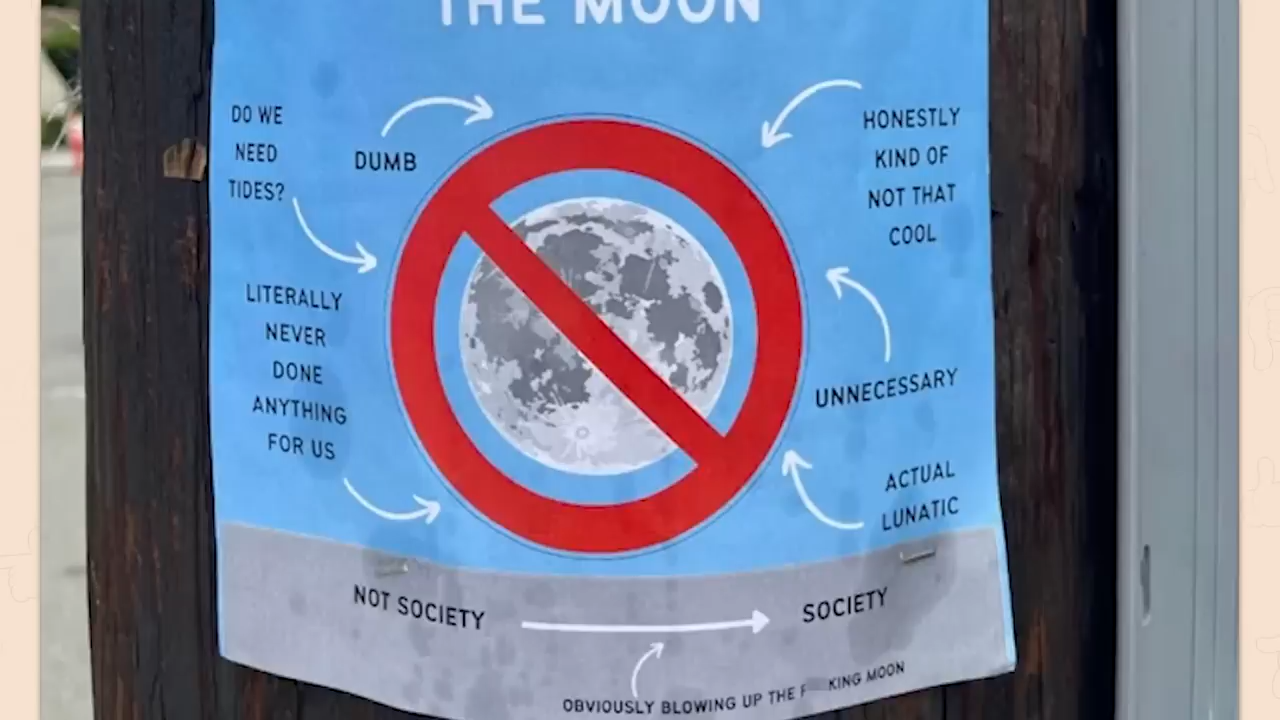 THE MOON
DO WE
NEED
TIDES?
DUMB
HONESTLY
KIND OF
NOT THAT
COOL
LITERALLY
NEVER
DONE
ANYTHING
FOR US
UNNECESSARY
ACTUAL
LUNATIC
NOT SOCIETY
SOCIETY
OBVIOUSLY BLOWING UP THE F KING MOON